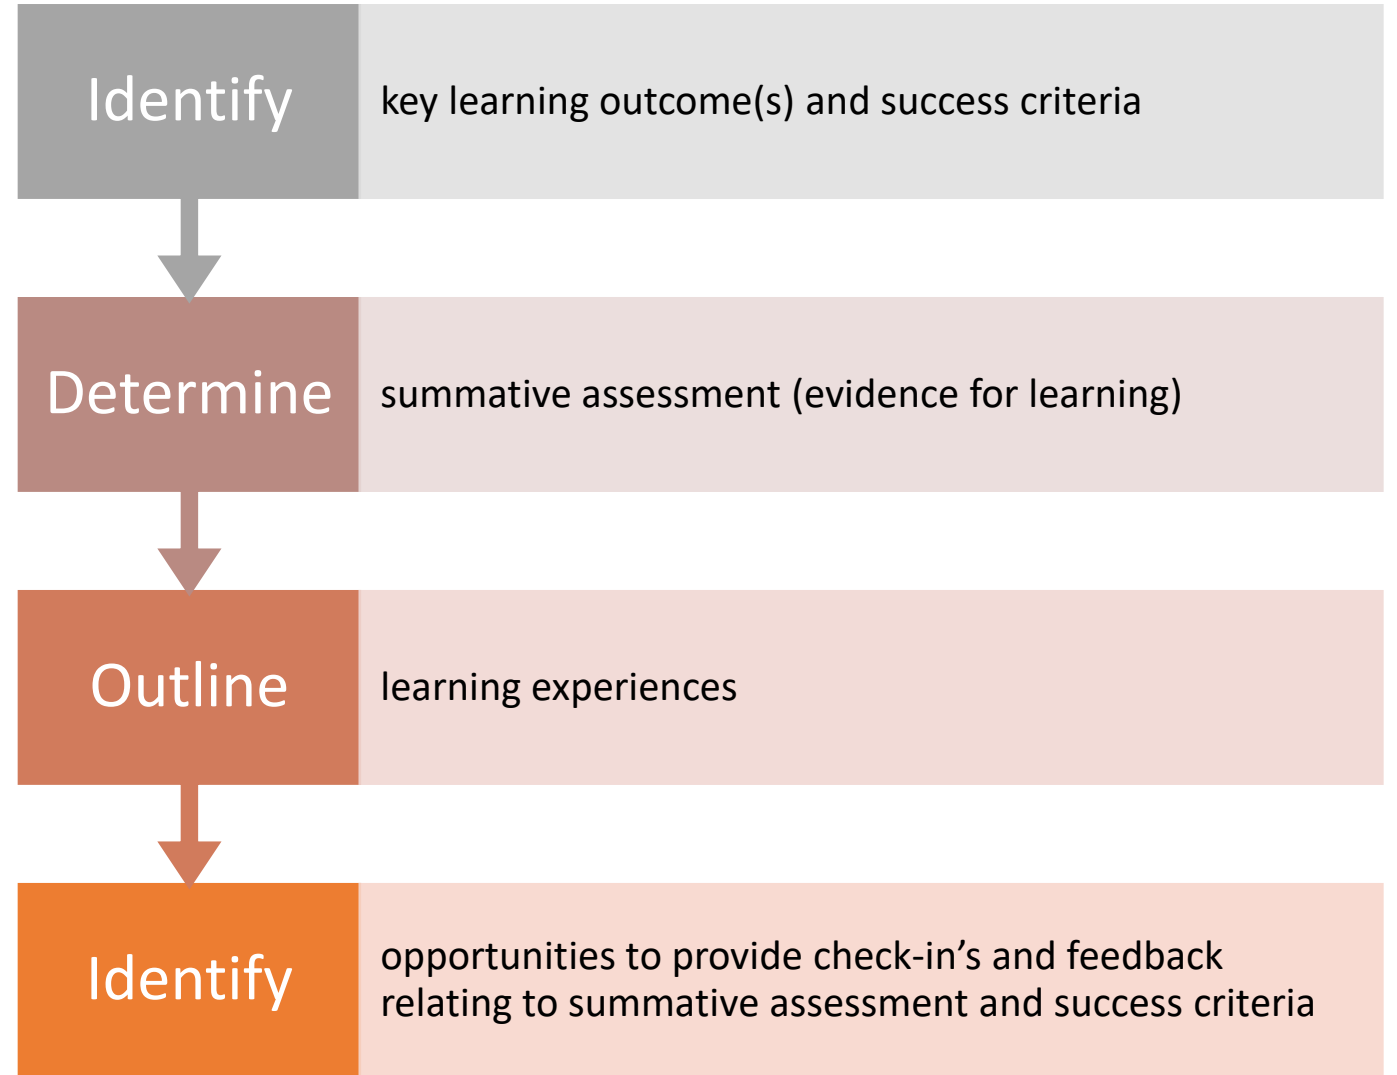 Identify
key learning outcome(s) and success criteria
Determine
summative assessment (evidence for learning)
Outline
learning experiences
Identify
opportunities to provide check-in’s and feedback
relating to summative assessment and success criteria